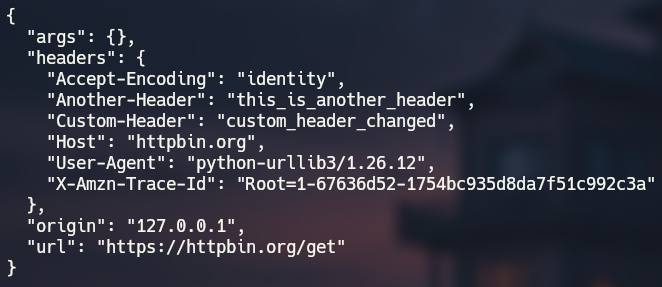 {
  "args": {},
  "headers": {
    "Accept-Encoding": "identity",
    "Another-Header": "this_is_another_header",
    "Custom-Header": "custom_header_changed",
    "Host": "httpbin.org",
    "User-Agent": "python-urllib3/1.26.12",
    "X-Amzn-Trace-Id": "Root=1-67636d52-1754bc935d8da7f51c992c3a"
  },
  "origin": "127.0.0.1",
  "url": "https://httpbin.org/get"
}